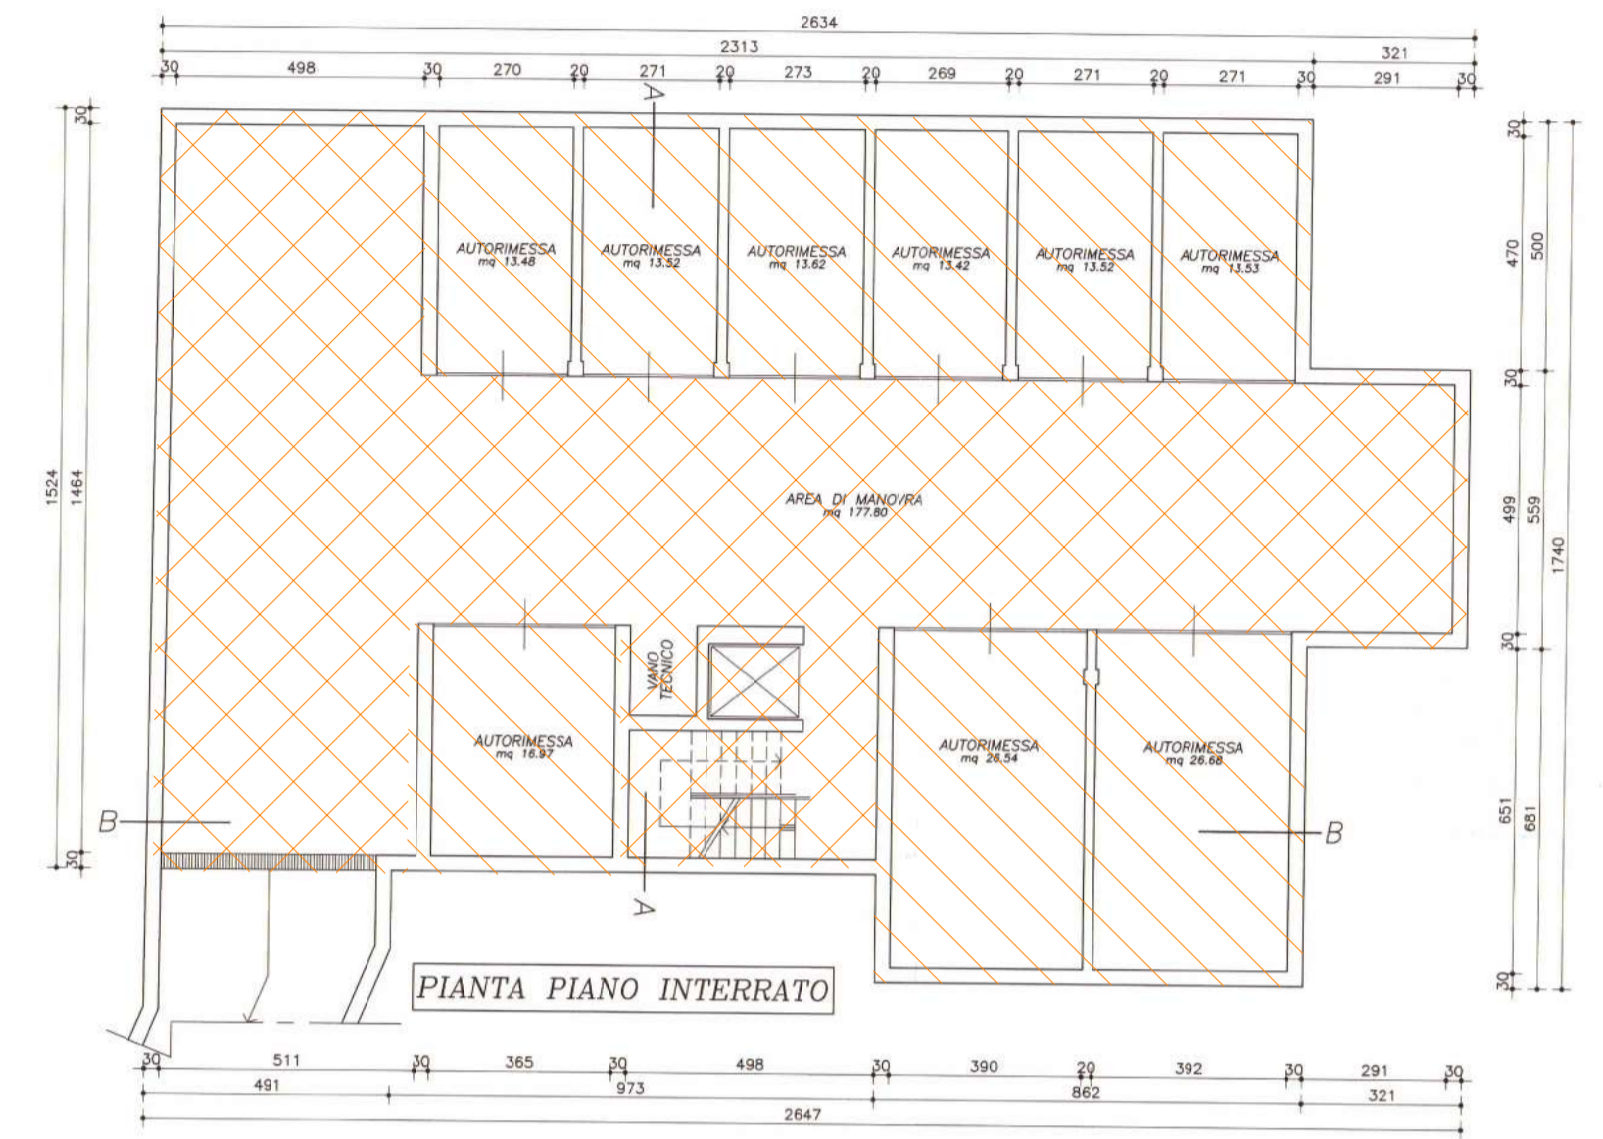 2634
2313 321
30 498 30 270 20 271 20 273 20 269 20 271 20 271 30 291 30
A
30
30
AUTORIMESSA
mq 13.48
AUTORIMESSA
mq 13.52
AUTORIMESSA
mq 13.62
AUTORIMESSA
mq 13.42
AUTORIMESSA
mq 13.52
AUTORIMESSA
mq 13.53
470
500
30
1524
1464
AREA DI MANOVRA
mq 177.80
499
559
1740
30
VANO
TECNICO
AUTORIMESSA
mq 16.97
AUTORIMESSA
mq 26.54
AUTORIMESSA
mq 26.68
B
B
651
681
30
A
30
PIANTA PIANO INTERRATO
30 511 30 365 30 498 30 390 20 392 30 291 30
491 973 862 321
2647